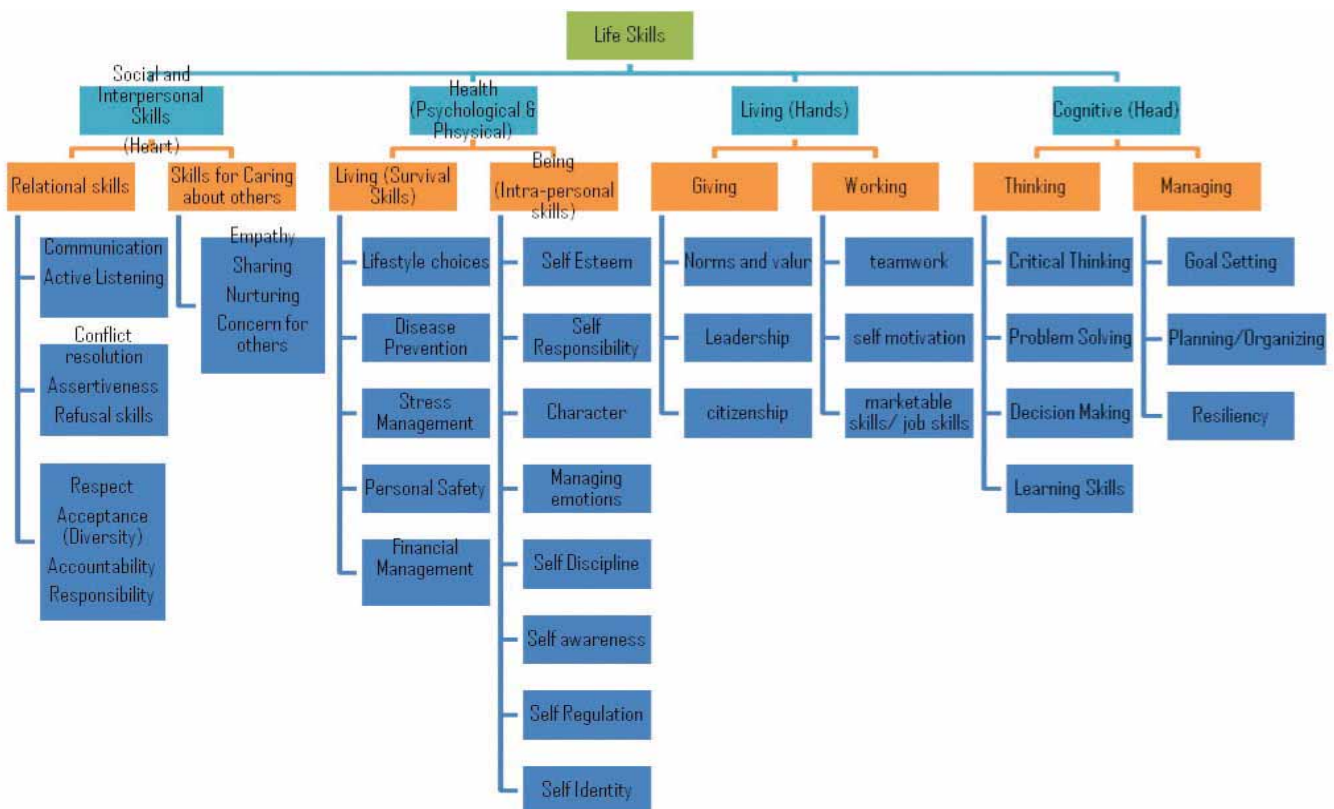 Life Skills
Social and
Interpersonal
Skills
(Heart)
Health
(Psychological &
Phsysical)
Living (Hands)
Cognitive (Head)
Relational skills
Skills for Caring
about others
Living (Survival
Skills)
Being
(Intra-personal
skills)
Giving
Working
Thinking
Managing
Communication
Active Listening
Conflict
resolution
Assertiveness
Refusal skills
Respect
Acceptance
(Diversity)
Accountability
Responsibility
Empathy
Sharing
Nurturing
Concern for
others
Lifestyle choices
Disease
Prevention
Stress
Management
Personal Safety
Financial
Management
Self Esteem
Self
Responsibility
Character
Managing
emotions
Self Discipline
Self awareness
Self Regulation
Self Identity
Norms and valur
Leadership
citizenship
teamwork
self motivation
marketable
skills/ job skills
Critical Thinking
Problem Solving
Decision Making
Learning Skills
Goal Setting
Planning/Organizing
Resiliency